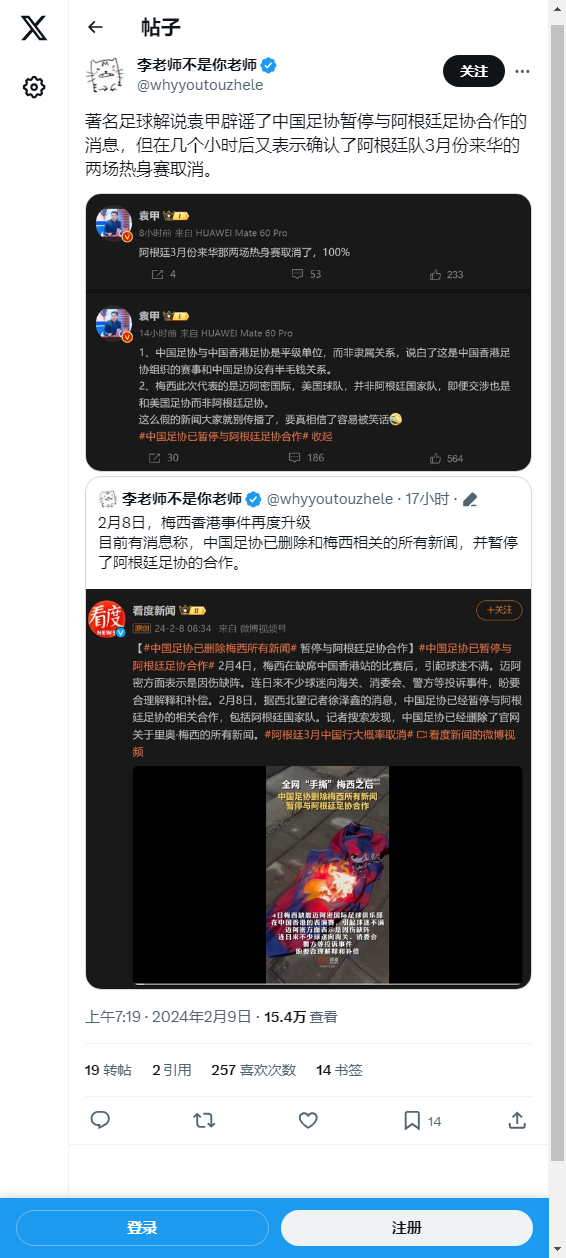 帖子
李老师不是你老师
@whyyoutouzhele
关注
著名足球解说袁甲辟谣了中国足协暂停与阿根廷足协合作的
消息，但在几个小时后又表示确认了阿根廷队3月份来华的
两场热身赛取消。
袁甲
8小时前 来自 HUAWEI Mate 60 Pro
阿根廷3月份来华那两场热身赛取消了，100%
4 53 233
袁甲
14小时前 来自 HUAWEI Mate 60 Pro
1、中国足协与中国香港足协是平级单位，而非隶属关系，说白了这是中国香港足
协组织的赛事和中国足协没有半毛钱关系。
2、梅西此次代表的是迈阿密国际，美国球队，并非阿根廷国家队，即便交涉也是
和美国足协而非阿根廷足协。
这么假的新闻大家就别传播了，要真相信了容易被笑话
#中国足协已暂停与阿根廷足协合作# 收起
30 186 564
李老师不是你老师 @whyyoutouzhele · 17小时 ·
2月8日，梅西香港事件再度升级
目前有消息称，中国足协已删除和梅西相关的所有新闻，并暂停
了阿根廷足协的合作。
看度 NEWS
看度新闻
+关注
原创 24-2-8 08:34 来自 微博视频号
【#中国足协已删除梅西所有新闻# 暂停与阿根廷足协合作】#中国足协已暂停与
阿根廷足协合作# 2月4日，梅西在缺席中国香港站的比赛后，引起球迷不满。迈阿
密方面表示是因伤缺阵。连日来不少球迷向海关、消委会、警方等投诉事件，盼要
合理解释和补偿。2月8日，据西北望记者徐泽鑫的消息，中国足协已经暂停与阿根
廷足协的相关合作，包括阿根廷国家队。记者搜索发现，中国足协已经删除了官网
关于里奥·梅西的所有新闻。#阿根廷3月中国行大概率取消# 看度新闻的微博视
频
全网“手撕”梅西之后
中国足协删除梅西所有新闻
暂停与阿根廷足协合作
4日梅西缺席迈阿密国际足球俱乐部
在中国香港的表演赛，引起球迷不满
迈阿密方面表示是因伤缺阵
连日来不少球迷向海关、消委会
警方等投诉事件
盼要合理解释和补偿
上午7:19 · 2024年2月9日 · 15.4万 查看
19 转帖 2 引用 257 喜欢次数 14 书签
14
登录
注册